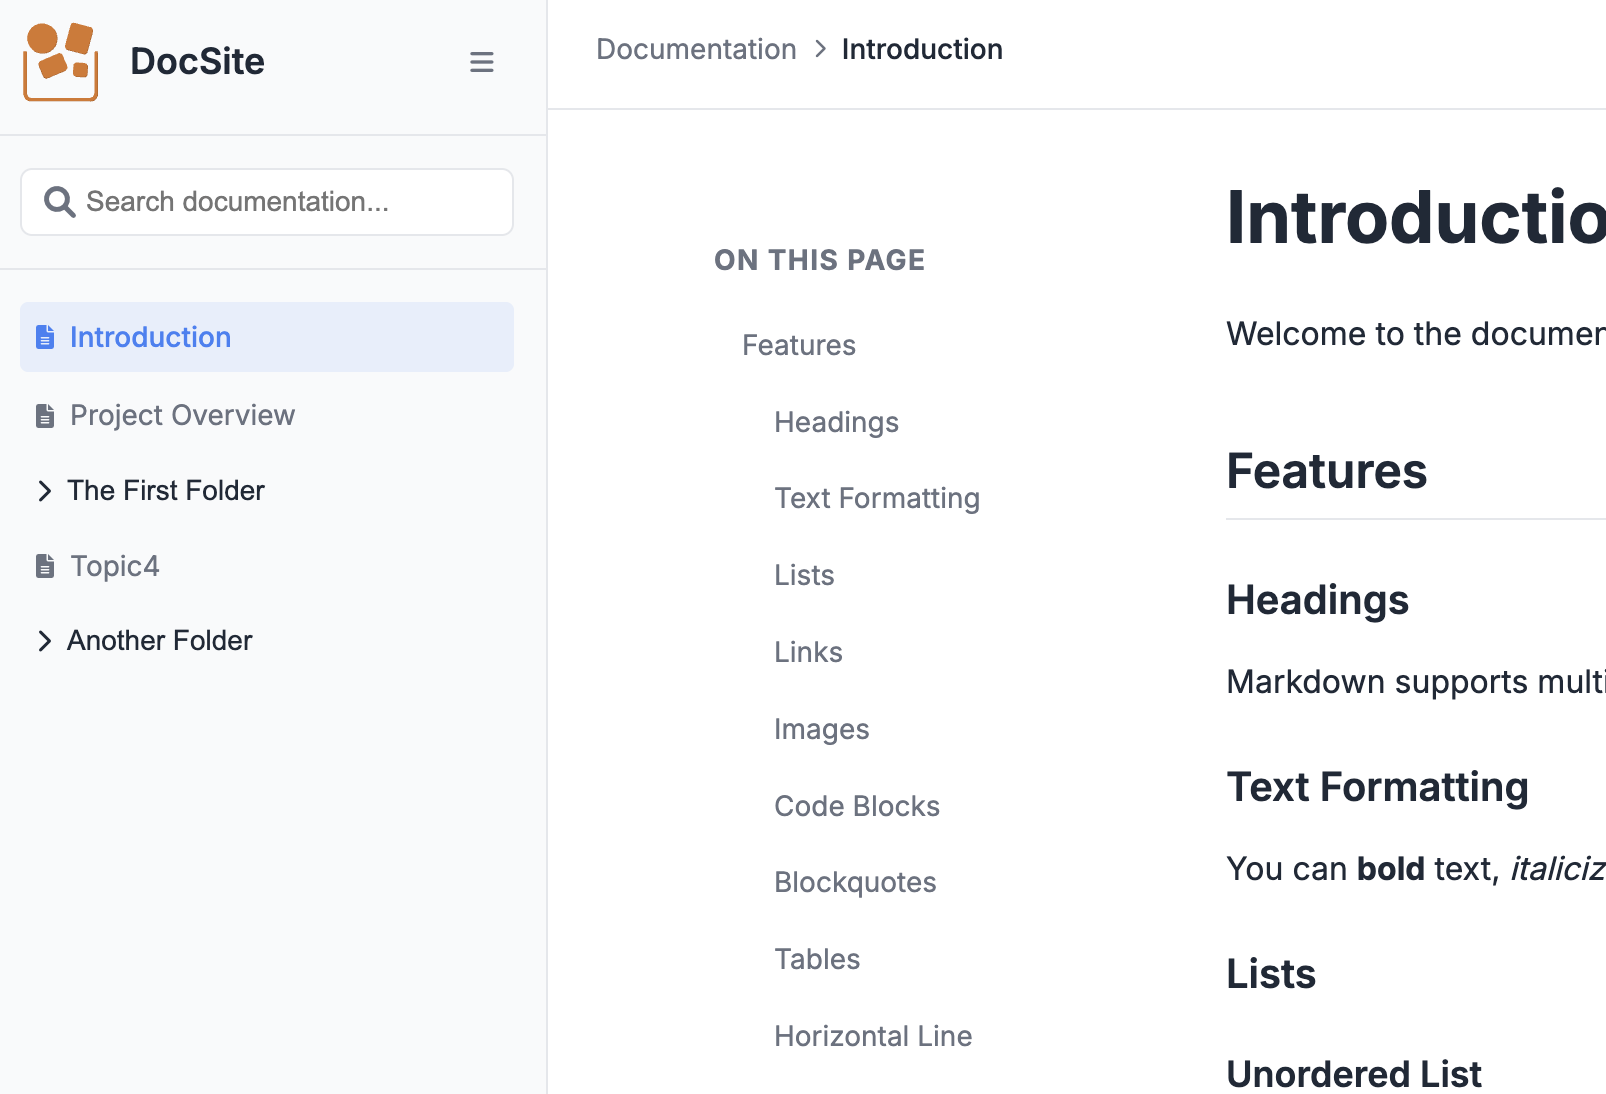 DocSite
Search documentation...
Introduction
Project Overview
The First Folder
Topic4
Another Folder
Documentation > Introduction
ON THIS PAGE
Features
Headings
Text Formatting
Lists
Links
Images
Code Blocks
Blockquotes
Tables
Horizontal Line
Introductio
Welcome to the documen
Features
Headings
Markdown supports multi
Text Formatting
You can bold text, italiciz
Lists
Unordered List